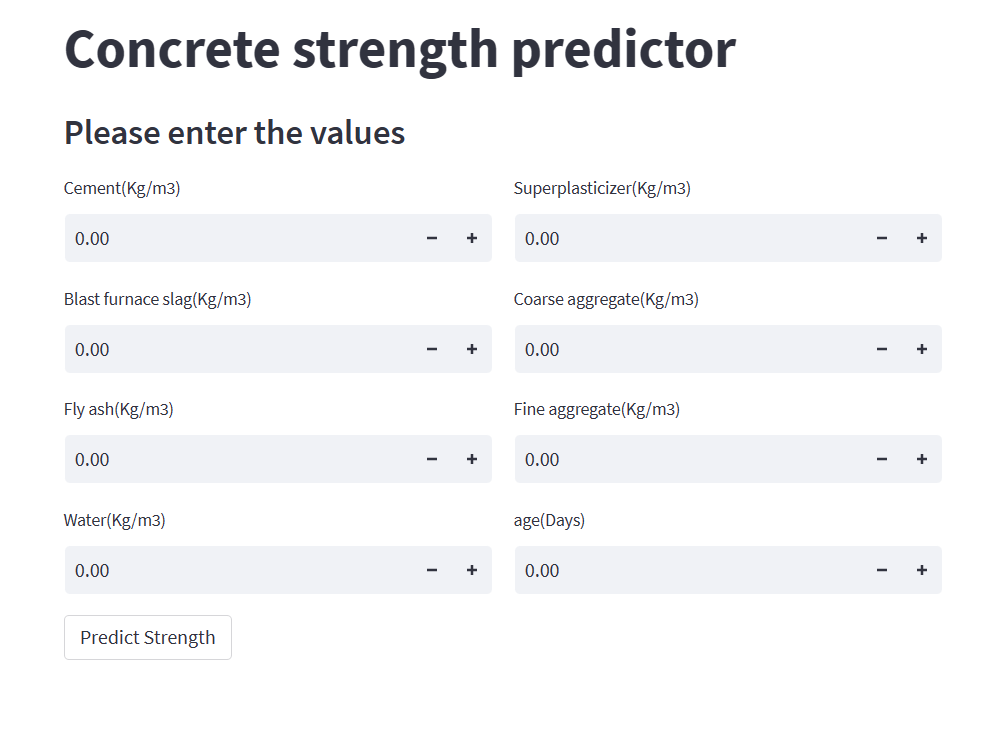 Concrete strength predictor
Please enter the values
Cement(Kg/m3)
0.00
Superplasticizer(Kg/m3)
0.00
Blast furnace slag(Kg/m3)
0.00
Coarse aggregate(Kg/m3)
0.00
Fly ash(Kg/m3)
0.00
Fine aggregate(Kg/m3)
0.00
Water(Kg/m3)
0.00
age(Days)
0.00
Predict Strength